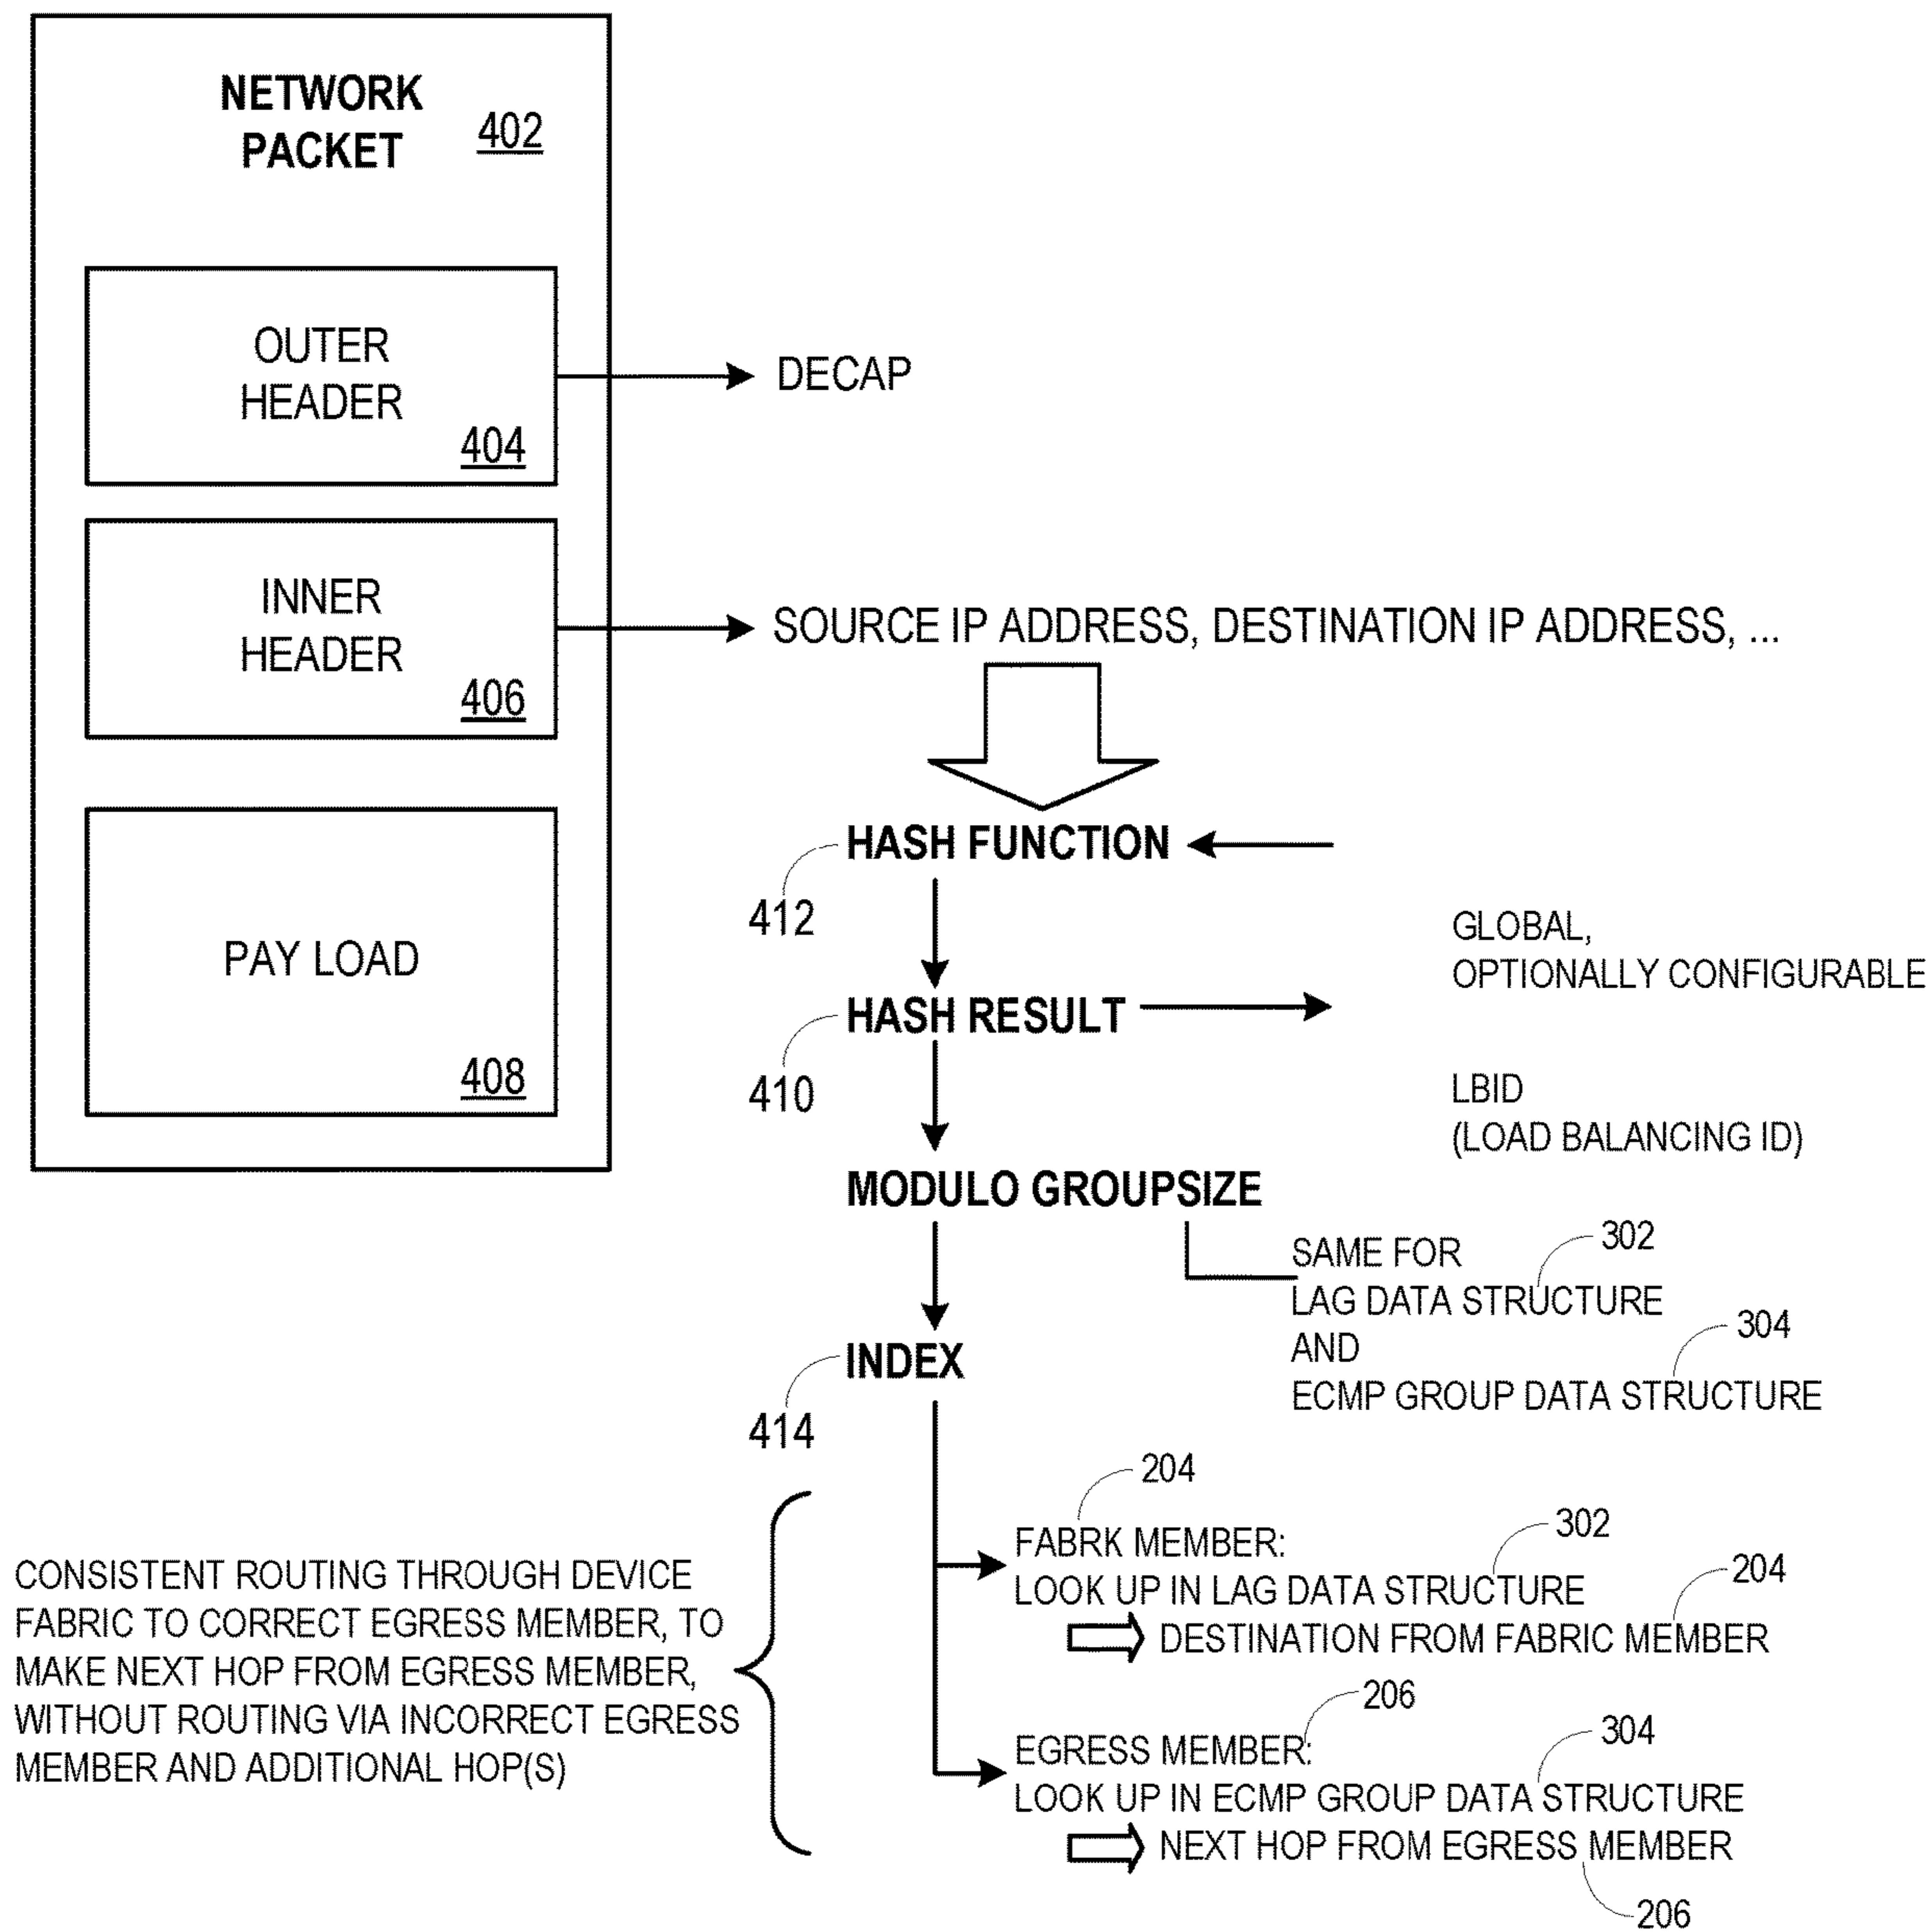 NETWORK
PACKET
402
OUTER
HEADER
404
DECAP
INNER
HEADER
406
SOURCE IP ADDRESS, DESTINATION IP ADDRESS, ...
PAY LOAD
408
HASH FUNCTION
412
GLOBAL,
OPTIONALLY CONFIGURABLE
HASH RESULT
410
LBID
(LOAD BALANCING ID)
MODULO GROUPSIZE
SAME FOR
302
LAG DATA STRUCTURE
AND
304
ECMP GROUP DATA STRUCTURE
INDEX
414
204
FABRK MEMBER:
302
LOOK UP IN LAG DATA STRUCTURE
204
DESTINATION FROM FABRIC MEMBER
206
EGRESS MEMBER:
304
LOOK UP IN ECMP GROUP DATA STRUCTURE
NEXT HOP FROM EGRESS MEMBER
206
CONSISTENT ROUTING THROUGH DEVICE
FABRIC TO CORRECT EGRESS MEMBER, TO
MAKE NEXT HOP FROM EGRESS MEMBER,
WITHOUT ROUTING VIA INCORRECT EGRESS
MEMBER AND ADDITIONAL HOP(S)